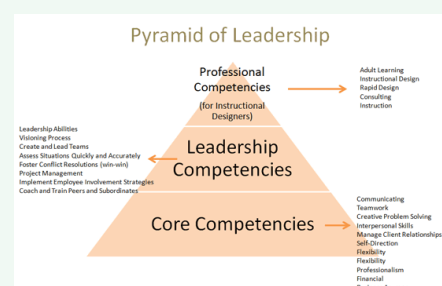 Pyramid of Leadership
Professional
Competencies
(for Instructional
Designers)
Adult Learning
Instructional Design
Rapid Design
Consulting
Instruction
Leadership Abilities
Visioning Process
Create and Lead Teams
Assess Situations Quickly and Accurately
Foster Conflict Resolutions (win-win)
Project Management
Implement Employee Involvement Strategies
Coach and Train Peers and Subordinates
Leadership
Competencies
Core Competencies
Communicating
Teamwork
Creative Problem Solving
Interpersonal Skills
Manage Client Relationships
Self-Direction
Flexibility
Flexibility
Professionalism
Financial